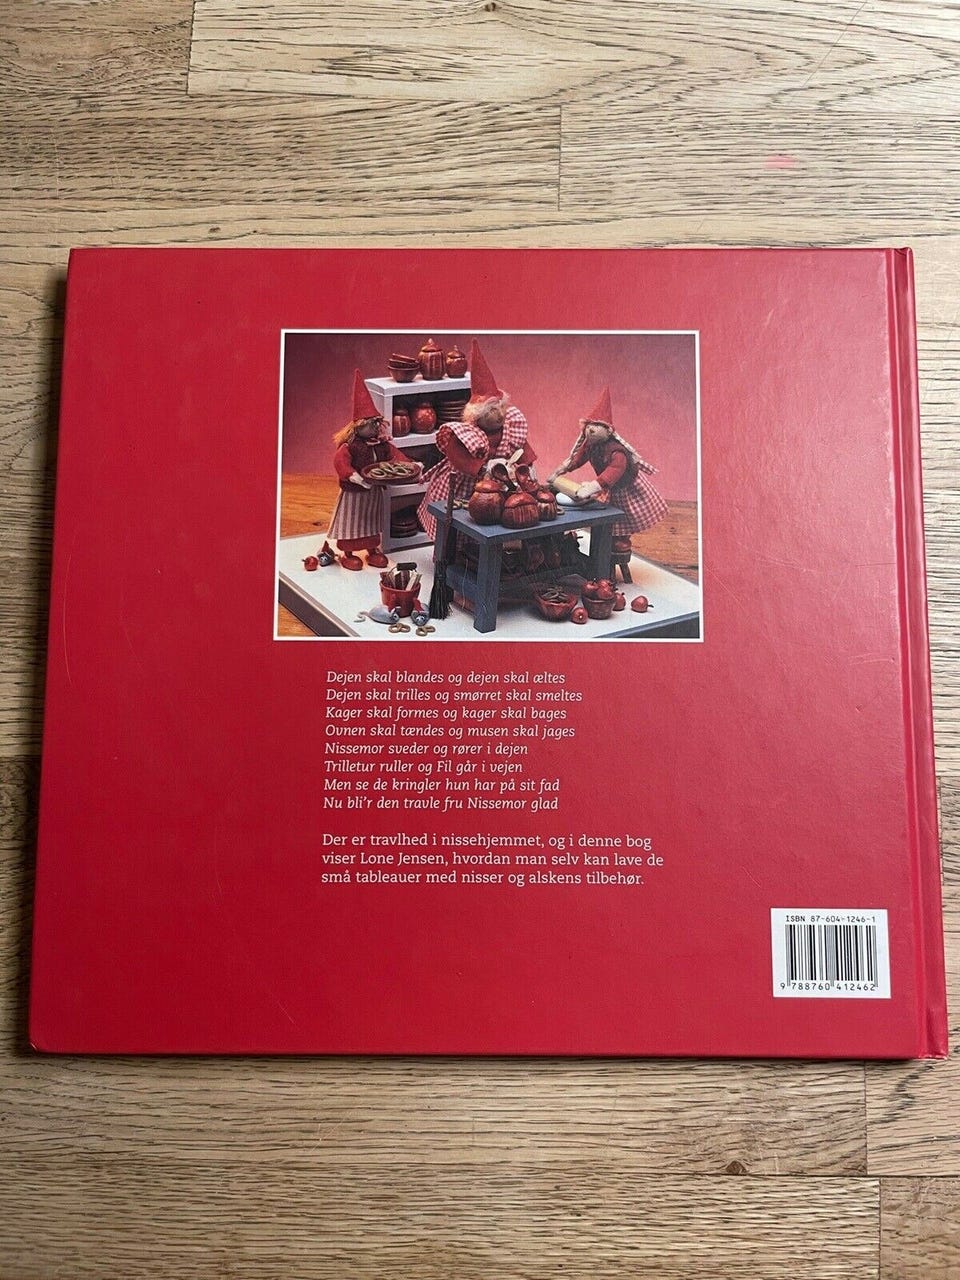 Dejen skal blandes og dejen skal æltes
Dejen skal trilles og smørret skal smeltes
Kager skal formes og kager skal bages
Ovnen skal tændes og musen skal jages
Nissemor sveder og rører i dejen
Trilletur ruller og Fil går i vejen
Men se de kringler hun har på sit fad
Nu bli'r den travle fru Nissemor glad
Der er travlhed i nissehjemmet, og i denne bog
viser Lone Jensen, hvordan man selv kan lave de
små tableauer med nisser og alskens tilbehør.
ISBN 87-604-1246-1
9 788760 412462